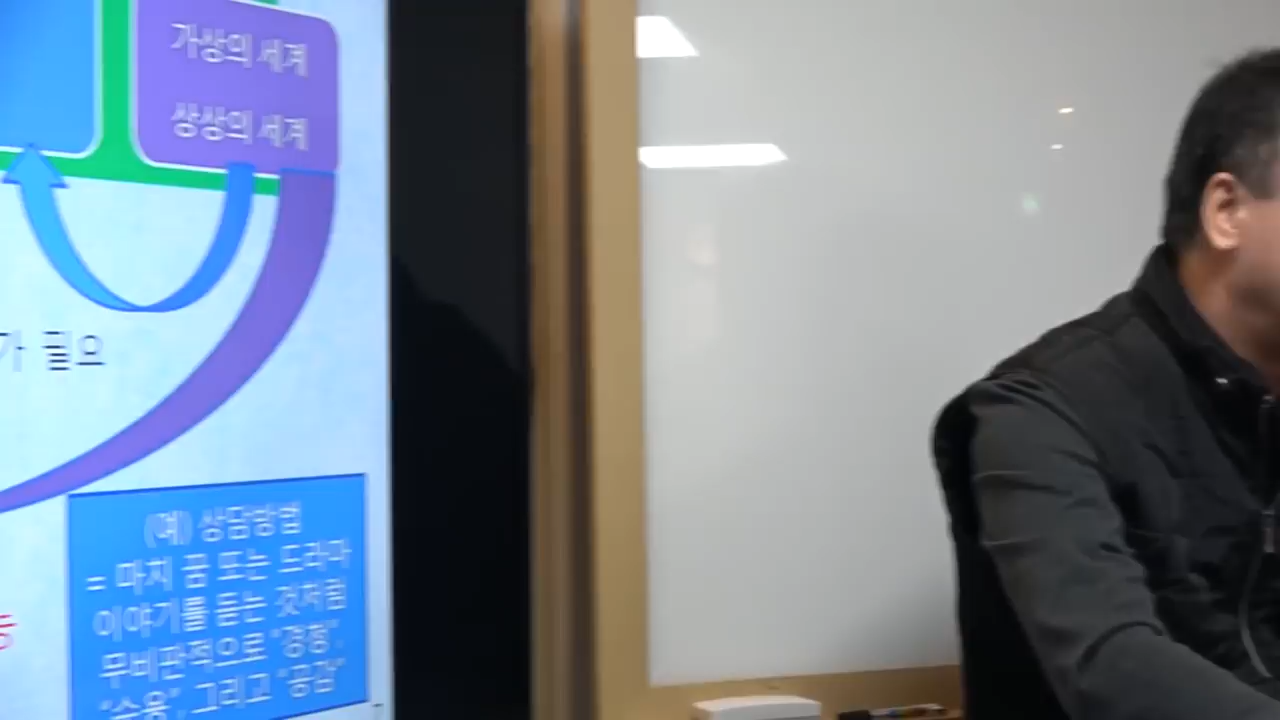 가상의 세계
상상의 세계
가 필요
(예) 상담방법
= 마치 꿈 또는 드라마
이야기를 듣는 것처럼
무비판적으로 "경청",
"수용", 그리고 "공감"